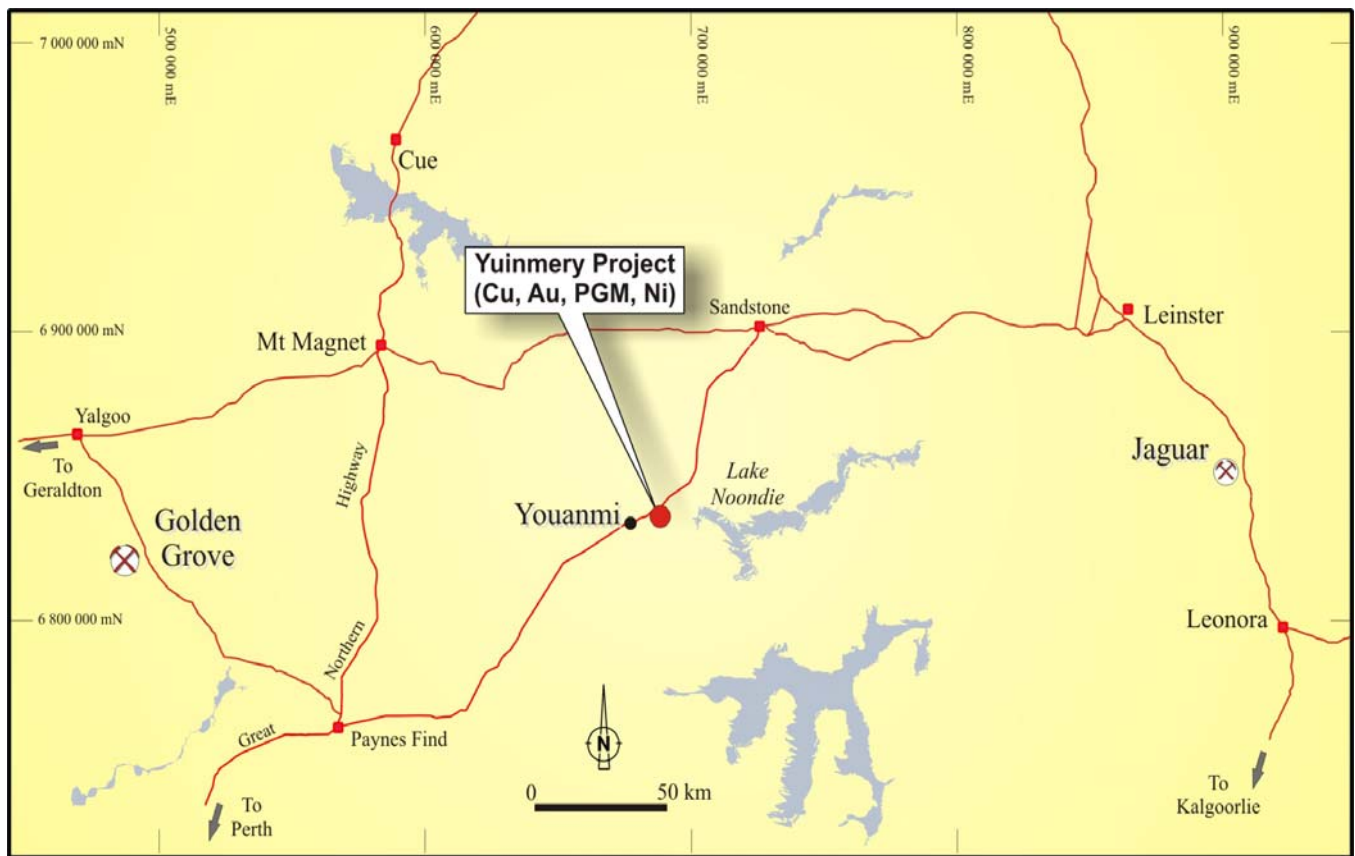 7 000 000 mN
500 000 mE
600 000 mE
700 000 mE
800 000 mE
900 000 mE
Cue
Yuinmery Project
(Cu, Au, PGM, Ni)
Sandstone
Leinster
6 900 000 mN
Mt Magnet
Yalgoo
To
Geraldton
Highway
Lake
Noondie
Jaguar
Youanmi
Golden
Grove
6 800 000 mN
Leonora
Northern
Great
Paynes Find
N
0 50 km
To
Perth
To
Kalgoorlie